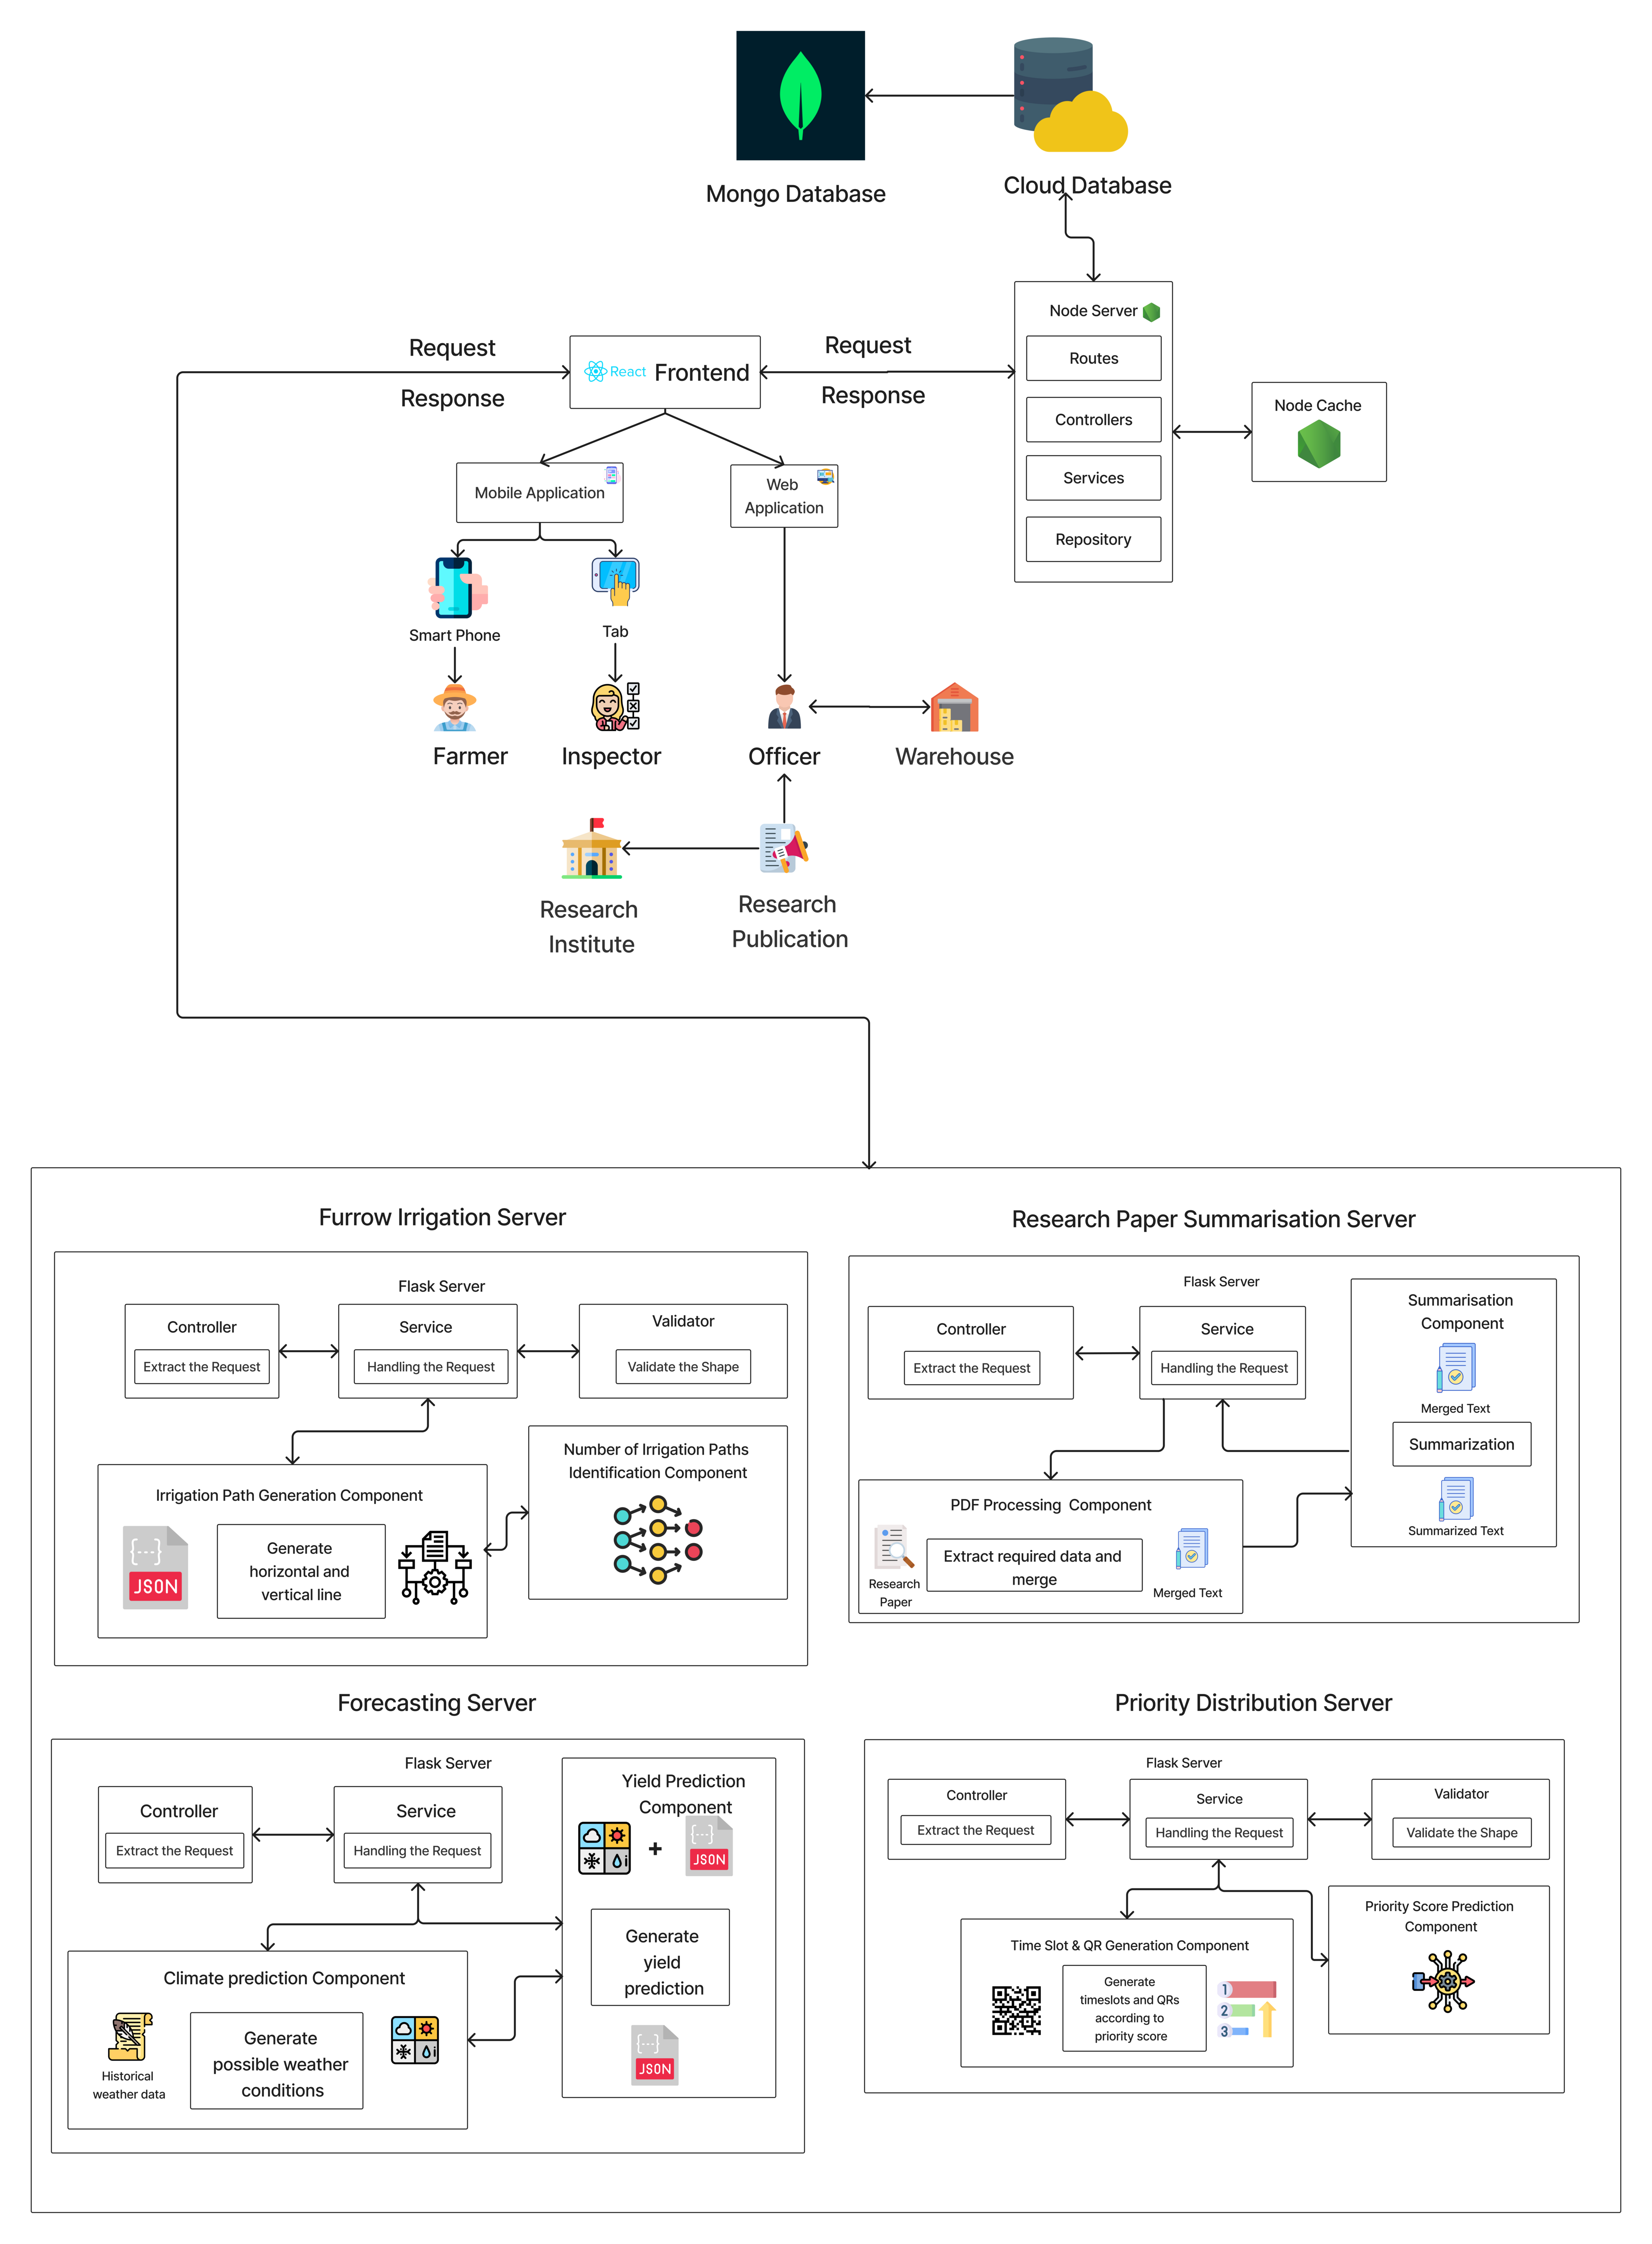 Mongo Database
Cloud Database
Node Server
Routes
Controllers
Services
Repository
Node Cache
Request
Response
React Frontend
Request
Response
Mobile Application
Web
Application
Smart Phone
Tab
Farmer
Inspector
Officer
Warehouse
Research
Institute
Research
Publication
Furrow Irrigation Server
Flask Server
Controller
Extract the Request
Service
Handling the Request
Validator
Validate the Shape
Irrigation Path Generation Component
{---}
JSON
Generate
horizontal and
vertical line
Number of Irrigation Paths
Identification Component
Research Paper Summarisation Server
Flask Server
Controller
Extract the Request
Service
Handling the Request
Summarisation
Component
Merged Text
Summarization
Summarized Text
PDF Processing Component
Research
Paper
Extract required data and
merge
Merged Text
Forecasting Server
Flask Server
Controller
Extract the Request
Service
Handling the Request
Yield Prediction
Component
+
{---}
JSON
Generate
yield
prediction
{---}
JSON
Climate prediction Component
Historical
weather data
Generate
possible weather
conditions
Priority Distribution Server
Flask Server
Controller
Extract the Request
Service
Handling the Request
Validator
Validate the Shape
Time Slot & QR Generation Component
Generate
timeslots and QRs
according to
priority score
1
2
3
Priority Score Prediction
Component